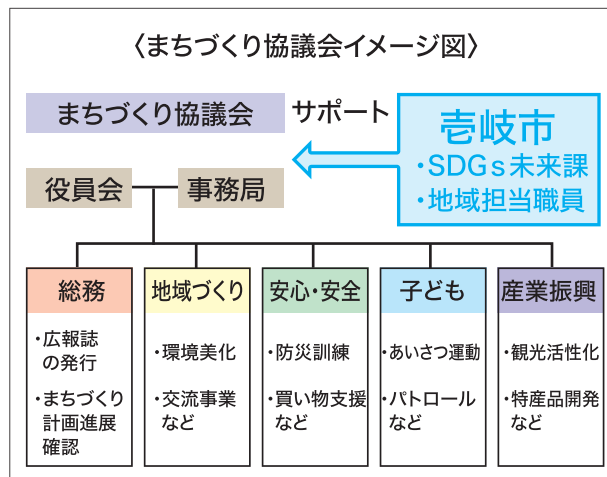 〈まちづくり協議会イメージ図〉
まちづくり協議会
サポート
壱岐市
・SDGs未来課
・地域担当職員
役員会
事務局
総務
・広報誌
の発行
・まちづくり
計画進展
確認
地域づくり
・環境美化
・交流事業
など
安心・安全
・防災訓練
・買い物支援
など
子ども
・あいさつ運動
・パトロール
など
産業振興
・観光活性化
・特産品開発
など